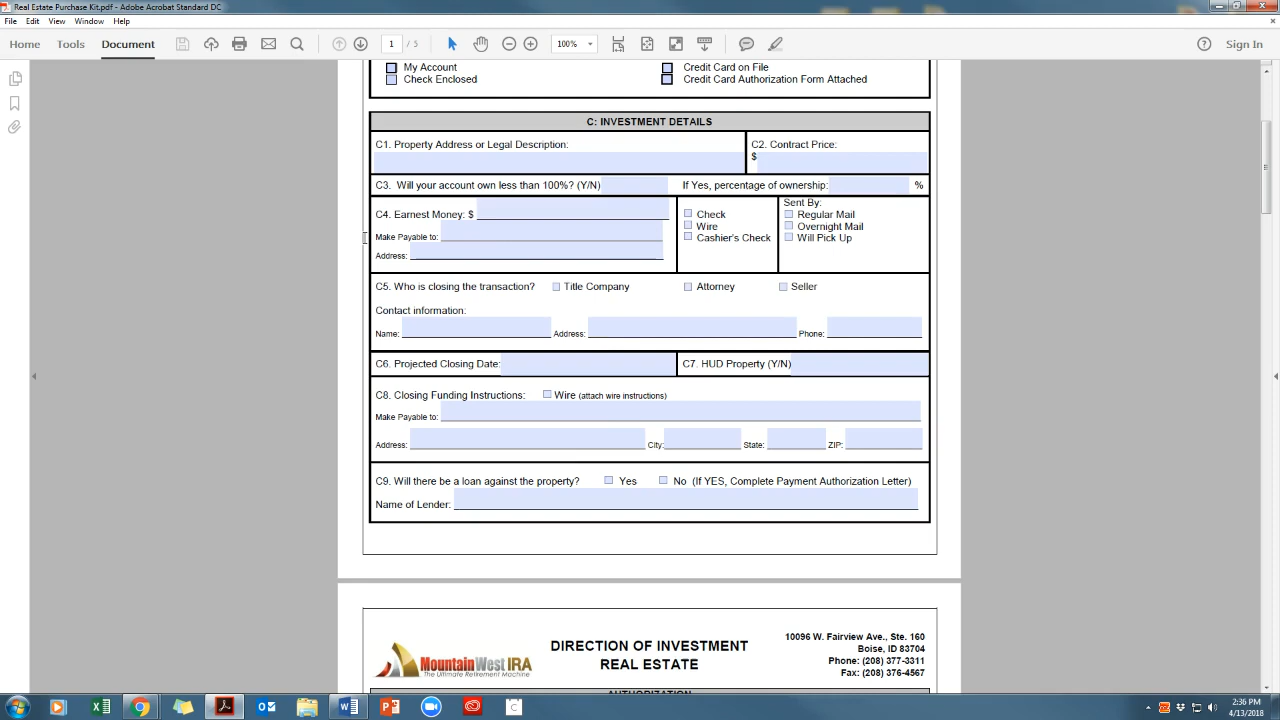 Real Estate Purchase Kit.pdf - Adobe Acrobat Standard DC
File Edit View Window Help
Home Tools Document 1 / 5 100% Sign In
My Account Credit Card on File
Check Enclosed Credit Card Authorization Form Attached
C: INVESTMENT DETAILS
C1. Property Address or Legal Description: C2. Contract Price:
$
C3. Will your account own less than 100%? (Y/N) If Yes, percentage of ownership: %
Sent By:
C4. Earnest Money: $ Check Regular Mail
Wire Overnight Mail
Make Payable to: Cashier's Check Will Pick Up
Address:
C5. Who is closing the transaction? Title Company Attorney Seller
Contact information:
Name: Address: Phone:
C6. Projected Closing Date: C7. HUD Property (Y/N)
C8. Closing Funding Instructions: Wire (attach wire instructions)
Make Payable to:
Address: City: State: ZIP:
C9. Will there be a loan against the property? Yes No (If YES, Complete Payment Authorization Letter)
Name of Lender:
MountainWest IRA
The Ultimate Retirement Machine
DIRECTION OF INVESTMENT
REAL ESTATE
10096 W. Fairview Ave., Ste. 160
Boise, ID 83704
Phone: (208) 377-3311
Fax: (208) 376-4567
AUTHORIZATION
2:36 PM
4/13/2018